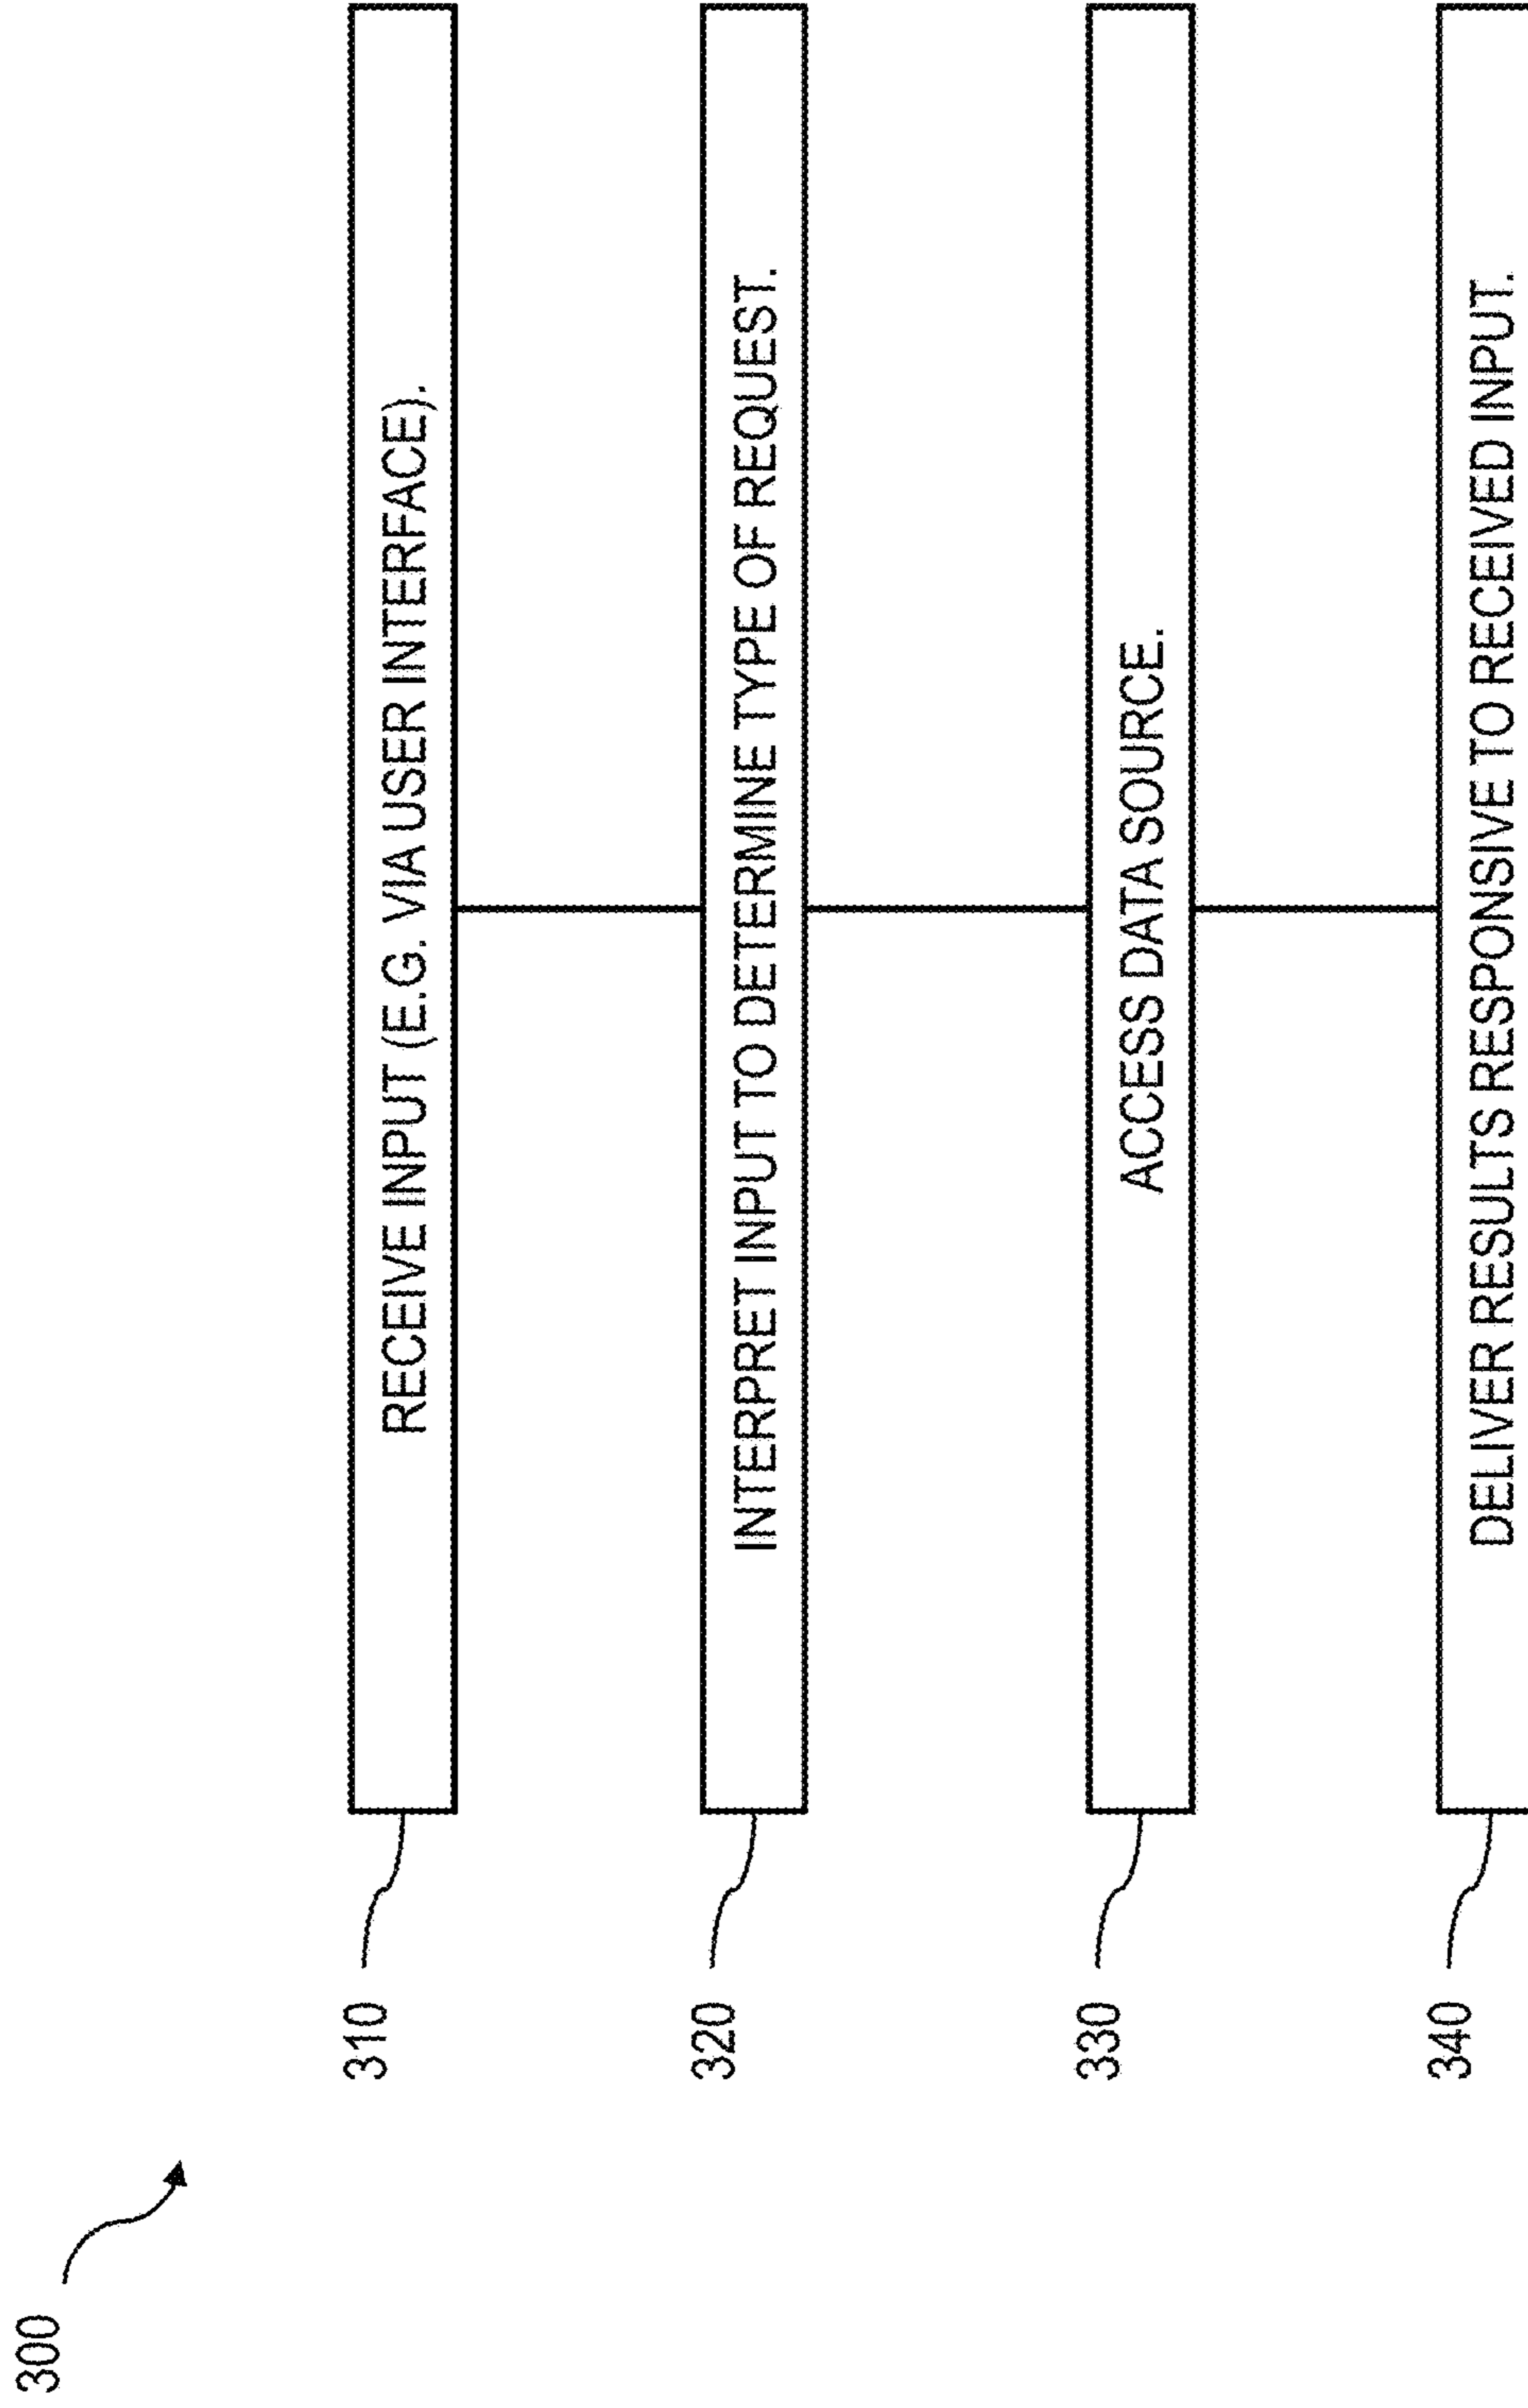 300
310
RECEIVE INPUT (E.G. VIA USER INTERFACE).
320
INTERPRET INPUT TO DETERMINE TYPE OF REQUEST.
330
ACCESS DATA SOURCE.
340
DELIVER RESULTS RESPONSIVE TO RECEIVED INPUT.